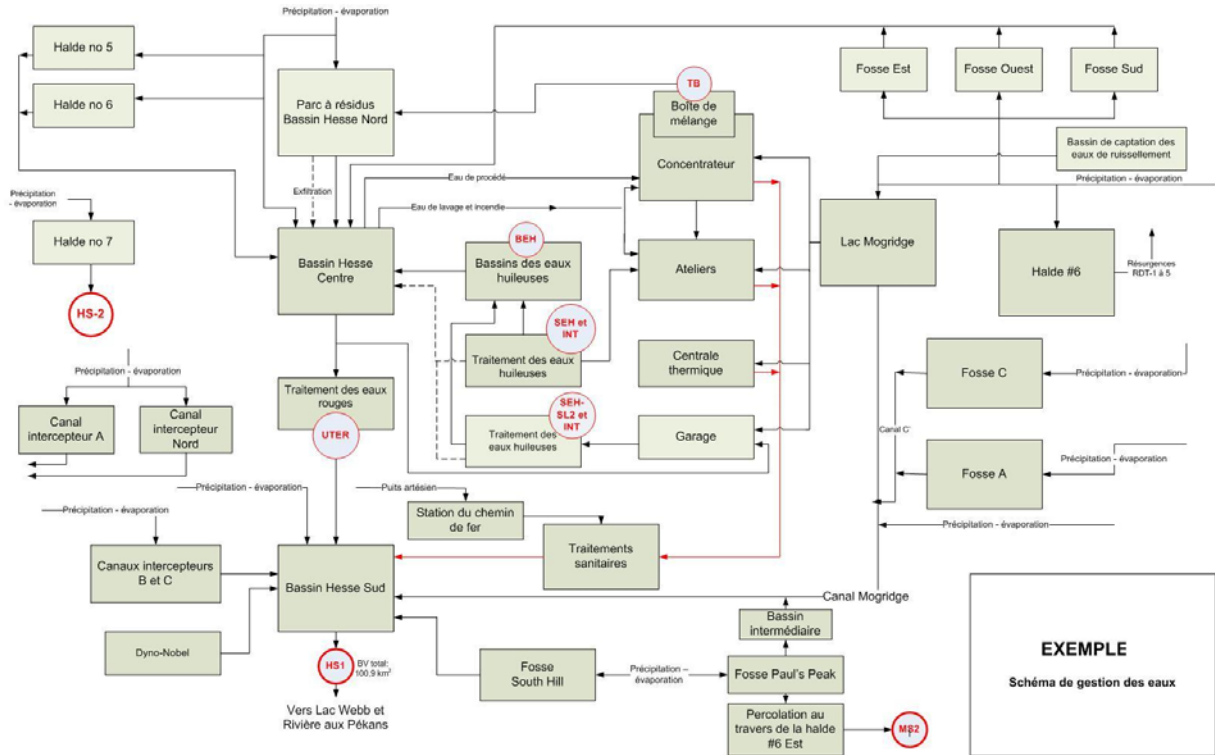 Précipitation - évaporation
Halde no 5
Halde no 6
Parc à résidus
Bassin Hesse Nord
TB
Boîte de
mélange
Concentrateur
Fosse Est
Fosse Ouest
Fosse Sud
Bassin de captation des
eaux de ruissellement
Précipitation - évaporation
Exfiltration
Eau de procédé
Eau de lavage et incendie
Précipitation
- évaporation
Halde no 7
HS-2
Bassin Hesse
Centre
BEH
Bassins des eaux
huileuses
Ateliers
Lac Mogridge
Halde #6
Résurgences
RDT-1 à 5
SEH et
INT
Traitement des eaux
huileuses
Centrale
thermique
Précipitation - évaporation
Canal
intercepteur A
Canal
intercepteur
Nord
Traitement des eaux
rouges
UTER
SEH-
SL2 et
INT
Traitement des
eaux huileuses
Garage
Fosse C
Précipitation - évaporation
Canal C
Fosse A
Précipitation -
évaporation
Précipitation - évaporation
Précipitation - évaporation
Puits artésien
Station du chemin
de fer
Précipitation - évaporation
Canaux intercepteurs
B et C
Bassin Hesse Sud
Traitements
sanitaires
Canal Mogridge
Bassin
intermédiaire
Dyno-Nobel
HS1
BV total:
100,9 km²
Vers Lac Webb et
Rivière aux Pékans
Fosse
South Hill
Précipitation –
évaporation
Fosse Paul's Peak
Percolation au
travers de la halde
#6 Est
MS2
EXEMPLE
Schéma de gestion des eaux